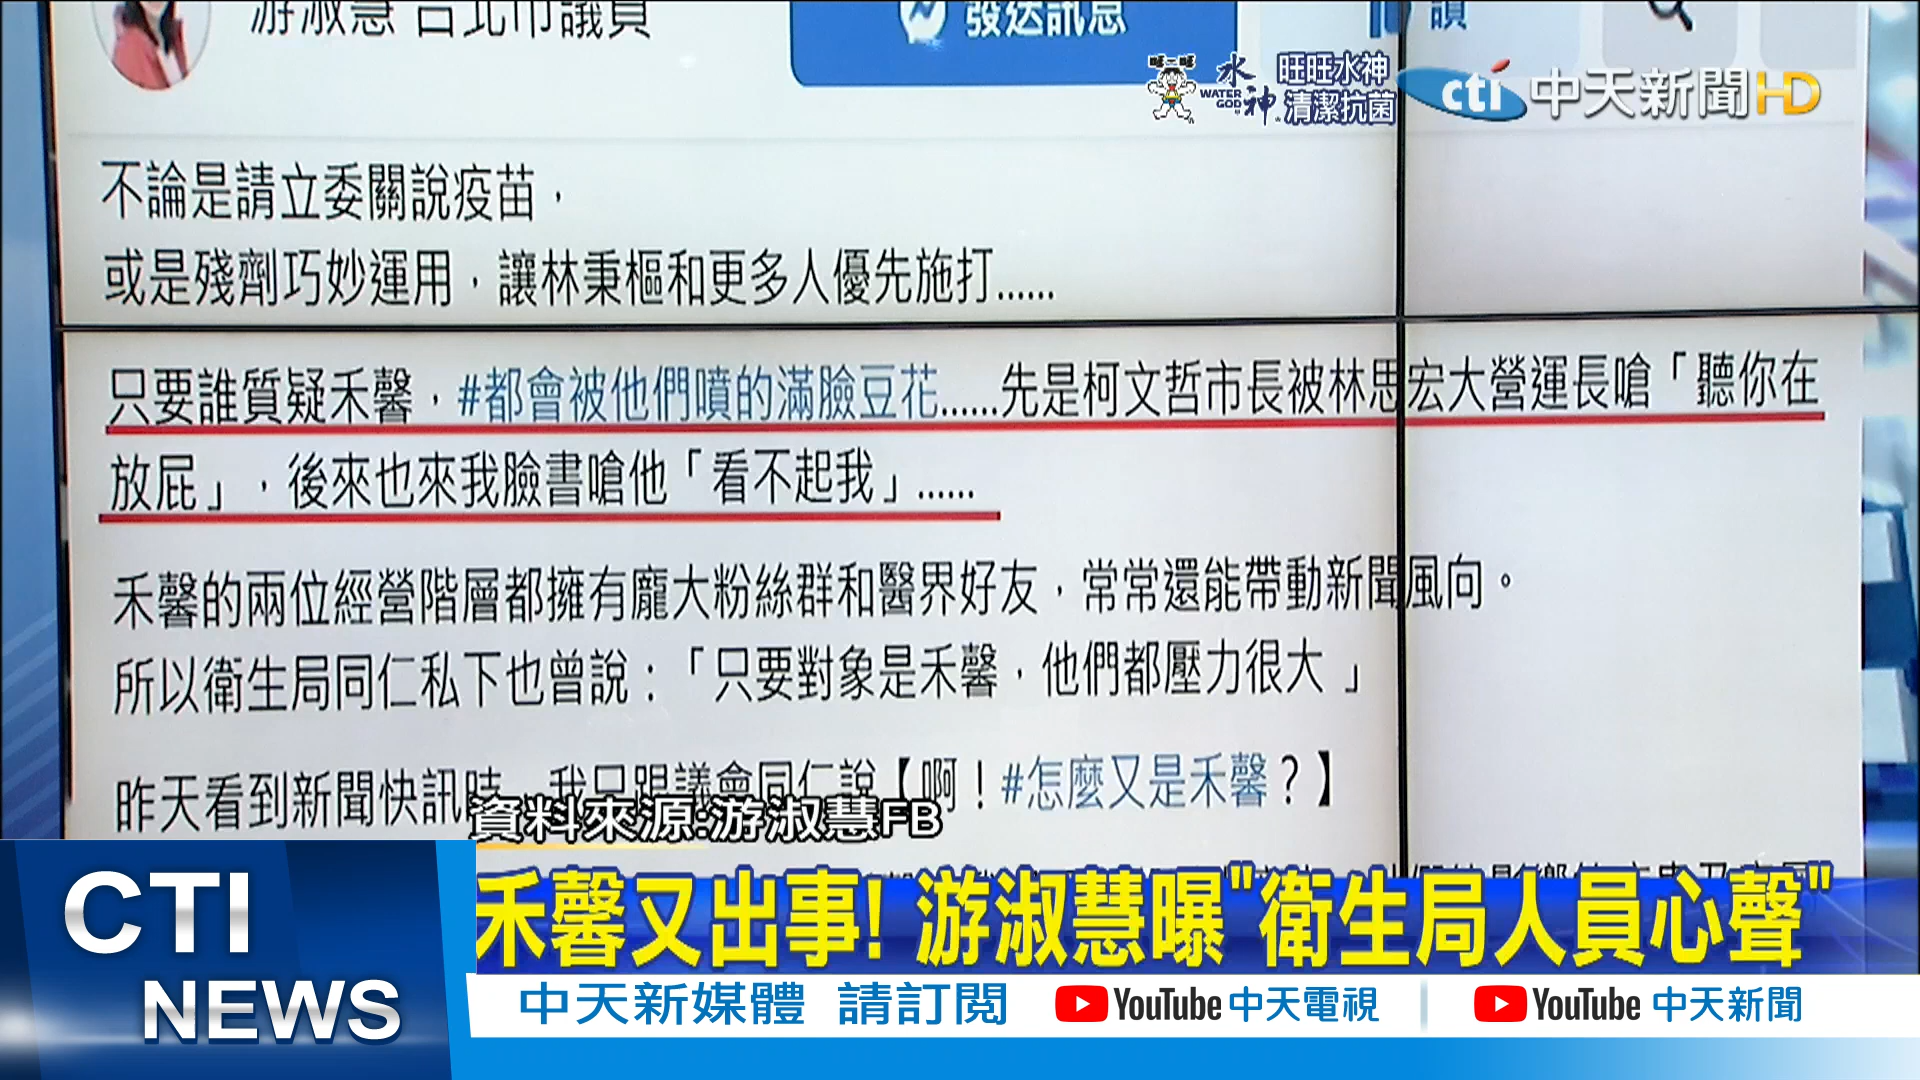 游淑慧 台北市議員
發送訊息
讚
旺旺水神
水神
WATER GOD
清潔抗菌
cti 中天新聞HD
不論是請立委關說疫苗，
或是殘劑巧妙運用，讓林秉樞和更多人優先施打......
只要誰質疑禾馨，#都會被他們噴的滿臉豆花......先是柯文哲市長被林思宏大營運長嗆「聽你在
放屁」，後來也來我臉書嗆他「看不起我」......
禾馨的兩位經營階層都擁有龐大粉絲群和醫界好友，常常還能帶動新聞風向。
所以衛生局同仁私下也曾說：「只要對象是禾馨，他們都壓力很大 」
昨天看到新聞快訊時，我只跟議會同仁說【啊！#怎麼又是禾馨？】
資料來源:游淑慧FB
禾馨又出事! 游淑慧曝"衛生局人員心聲"
CTI
NEWS
中天新媒體 請訂閱 YouTube 中天電視 YouTube 中天新聞